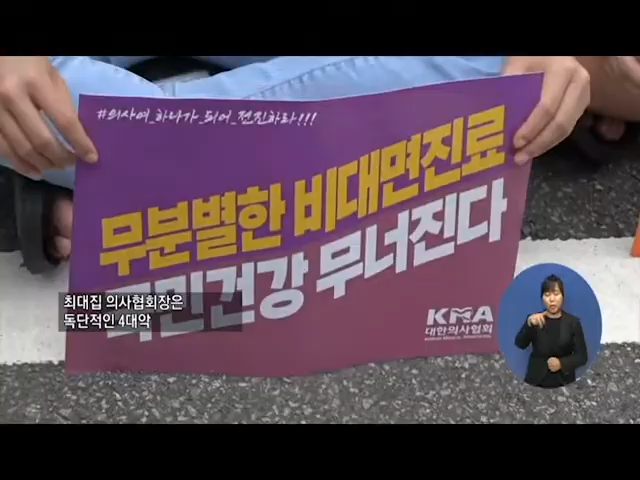 #의사여_하나가_되어_전진하라!!!
무분별한 비대면진료
국민건강 무너진다
최대집 의사협회장은
독단적인 4대악
KMA
대한의사협회